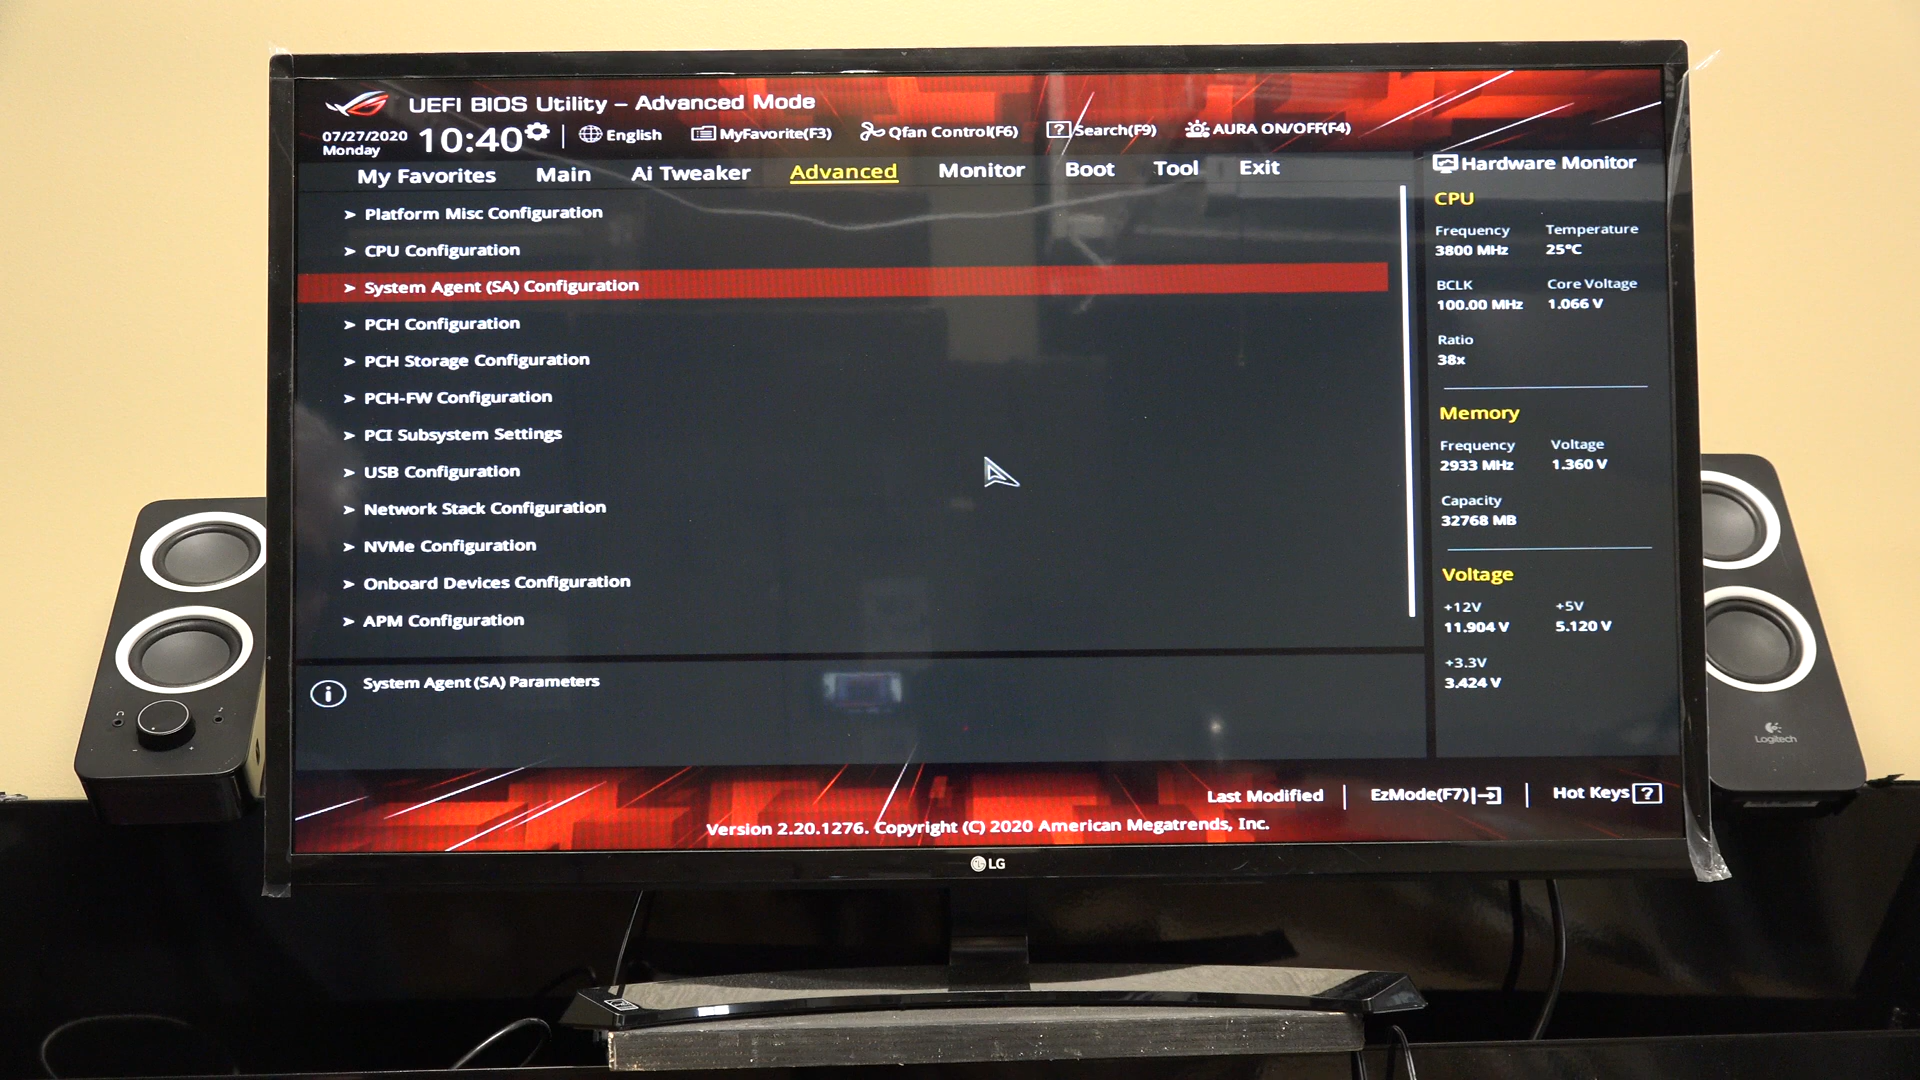 UEFI BIOS Utility – Advanced Mode
07/27/2020
Monday
10:40
English
MyFavorite(F3)
Qfan Control(F6)
Search(F9)
AURA ON/OFF(F4)
My Favorites
Main
Ai Tweaker
Advanced
Monitor
Boot
Tool
Exit
> Platform Misc Configuration
> CPU Configuration
> System Agent (SA) Configuration
> PCH Configuration
> PCH Storage Configuration
> PCH-FW Configuration
> PCI Subsystem Settings
> USB Configuration
> Network Stack Configuration
> NVMe Configuration
> Onboard Devices Configuration
> APM Configuration
System Agent (SA) Parameters
Hardware Monitor
CPU
Frequency Temperature
3800 MHz 25°C
BCLK Core Voltage
100.00 MHz 1.066 V
Ratio
38x
Memory
Frequency Voltage
2933 MHz 1.360 V
Capacity
32768 MB
Voltage
+12V +5V
11.904 V 5.120 V
+3.3V
3.424 V
Last Modified
EzMode(F7)
Hot Keys ?
Version 2.20.1276. Copyright (C) 2020 American Megatrends, Inc.
LG
Logitech